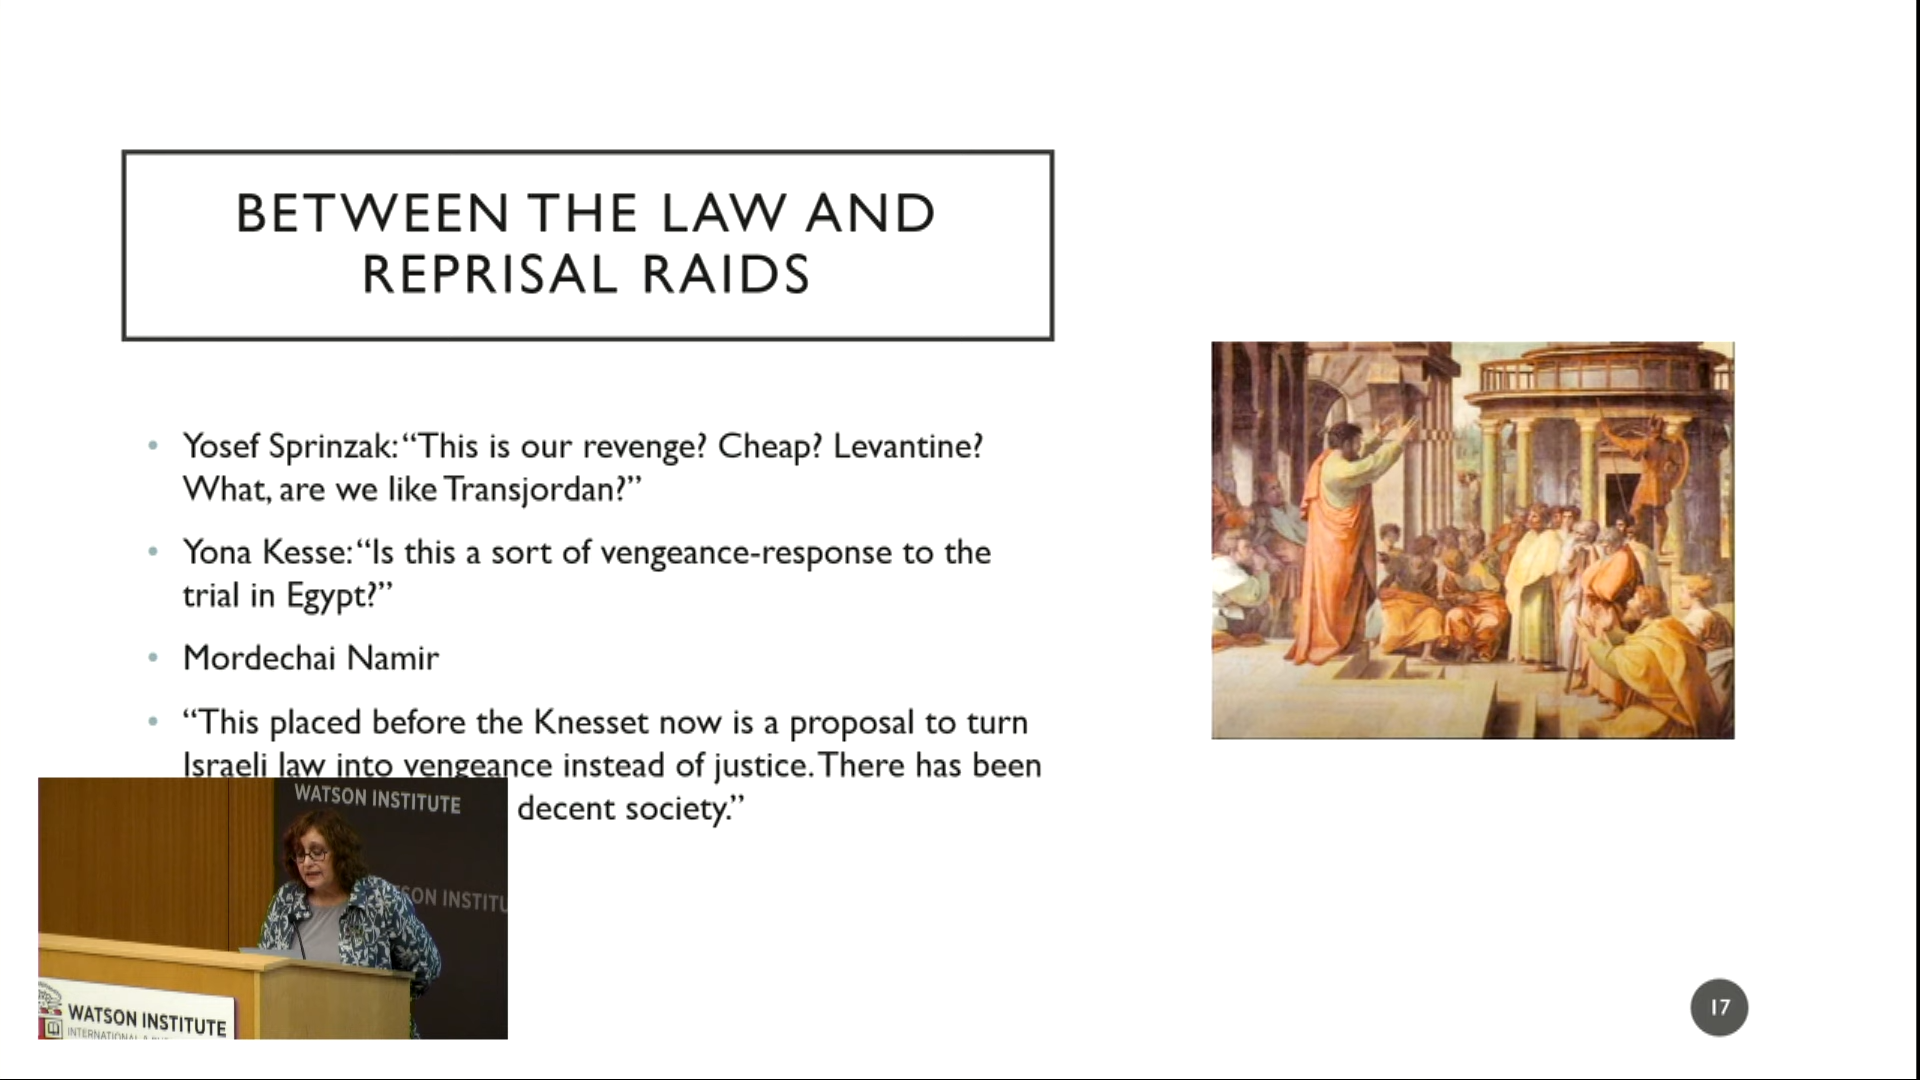 BETWEEN THE LAW AND
REPRISAL RAIDS
• Yosef Sprinzak: “This is our revenge? Cheap? Levantine?
What, are we like Transjordan?”
• Yona Kesse: “Is this a sort of vengeance-response to the
trial in Egypt?”
• Mordechai Namir
• “This placed before the Knesset now is a proposal to turn
Israeli law into vengeance instead of justice. There has been
decent society.”
WATSON INSTITUTE
WATSON INSTITUTE
INTERNATIONAL &
17